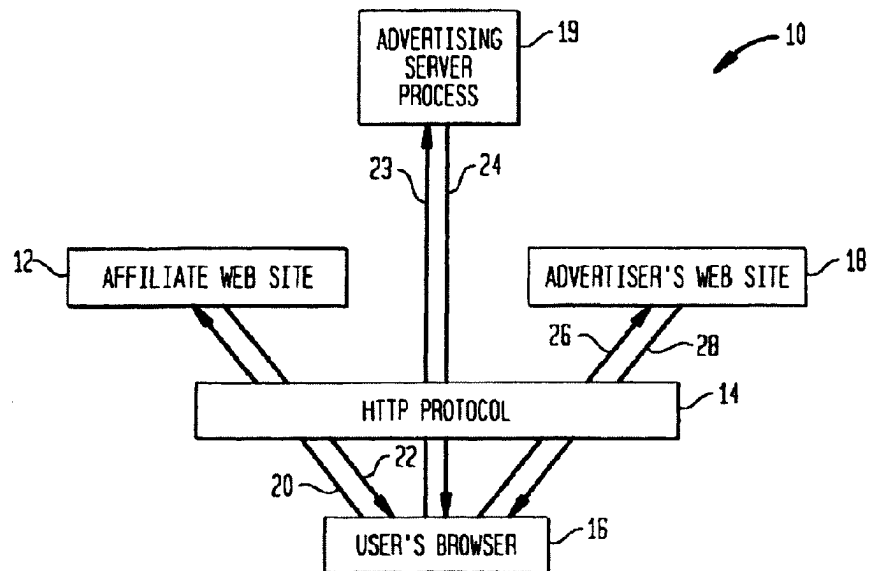 ADVERTISING
SERVER
PROCESS
19
10
23
24
12
AFFILIATE WEB SITE
ADVERTISER'S WEB SITE
18
26
28
HTTP PROTOCOL
14
22
20
USER'S BROWSER
16